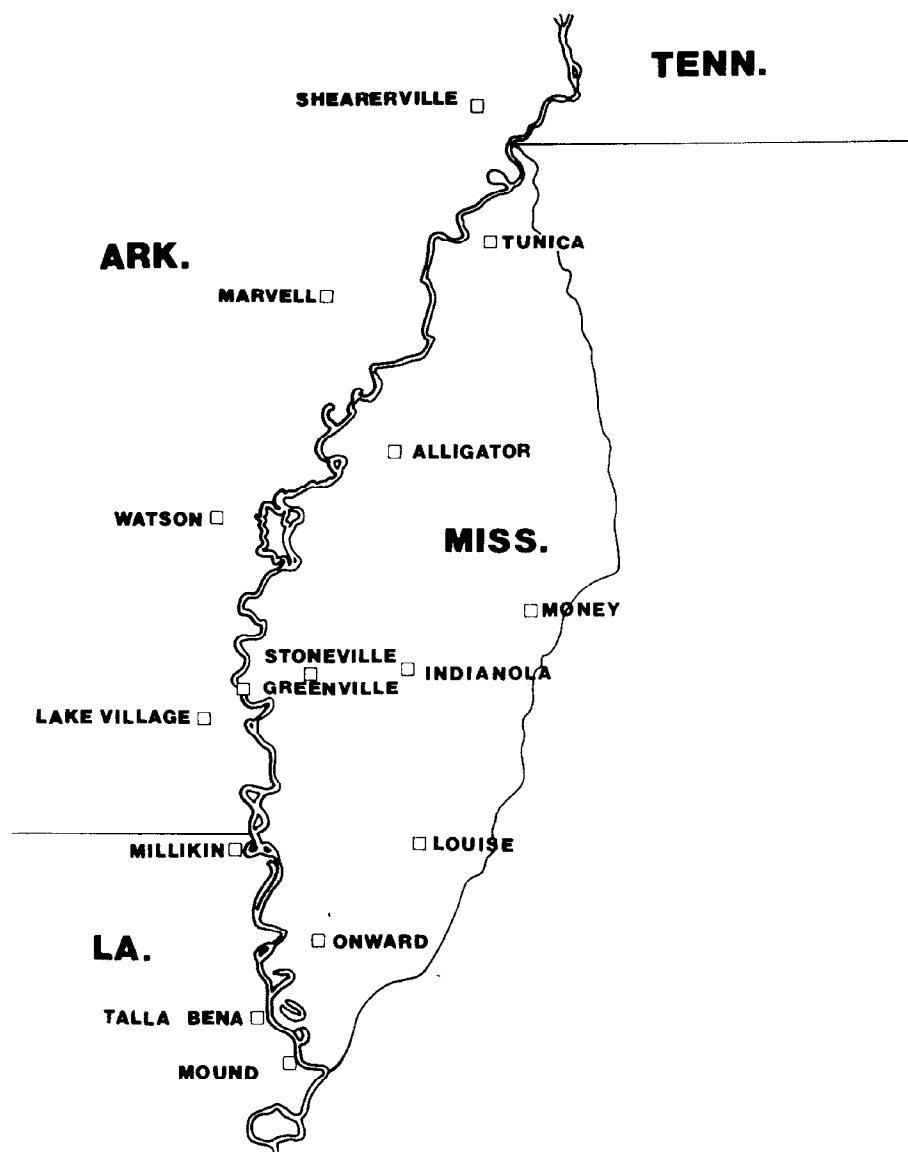 TENN.
SHEARERVILLE
TUNICA
ARK.
MARVELL
ALLIGATOR
WATSON
MISS.
MONEY
STONEVILLE
INDIANOLA
GREENVILLE
LAKE VILLAGE
MILLIKIN
LOUISE
LA.
ONWARD
TALLA BENA
MOUND